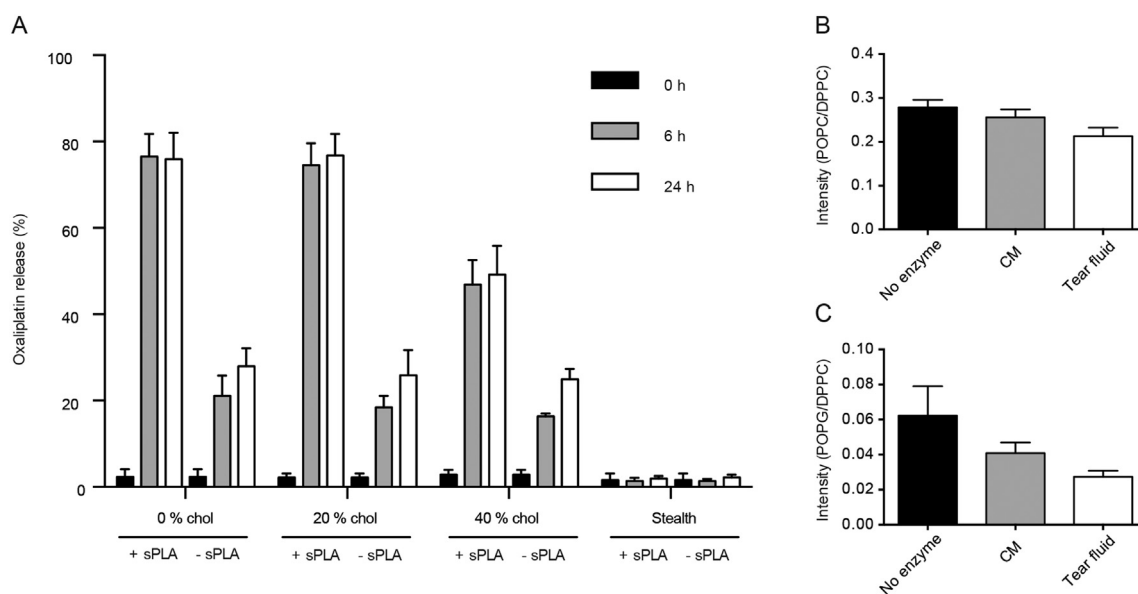 A
Oxaliplatin release (%)
100
80
60
40
20
0
0 h
6 h
24 h
0 % chol
20 % chol
40 % chol
Stealth
+ sPLA - sPLA
+ sPLA - sPLA
+ sPLA - sPLA
+ sPLA - sPLA
B
Intensity (POPC/DPPC)
0.4
0.3
0.2
0.1
0.0
No enzyme
CM
Tear fluid
C
Intensity (POPG/DPPC)
0.10
0.08
0.06
0.04
0.02
0.00
No enzyme
CM
Tear fluid